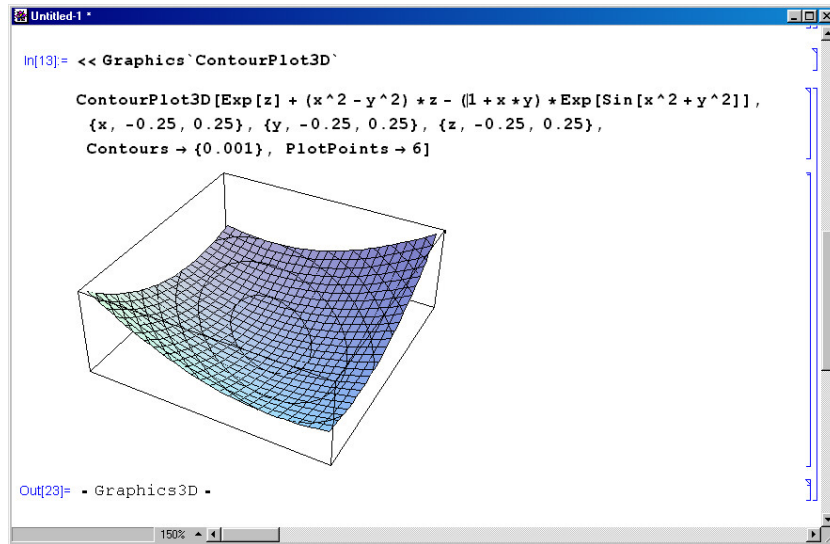 Untitled-1 *
In[13]:= << Graphics`ContourPlot3D`
ContourPlot3D[Exp[z] + (x^2 - y^2) * z - (1 + x * y) * Exp[Sin[x^2 + y^2]],
{x, -0.25, 0.25}, {y, -0.25, 0.25}, {z, -0.25, 0.25},
Contours → {0.001}, PlotPoints → 6]
Out[23]= - Graphics3D -
150%